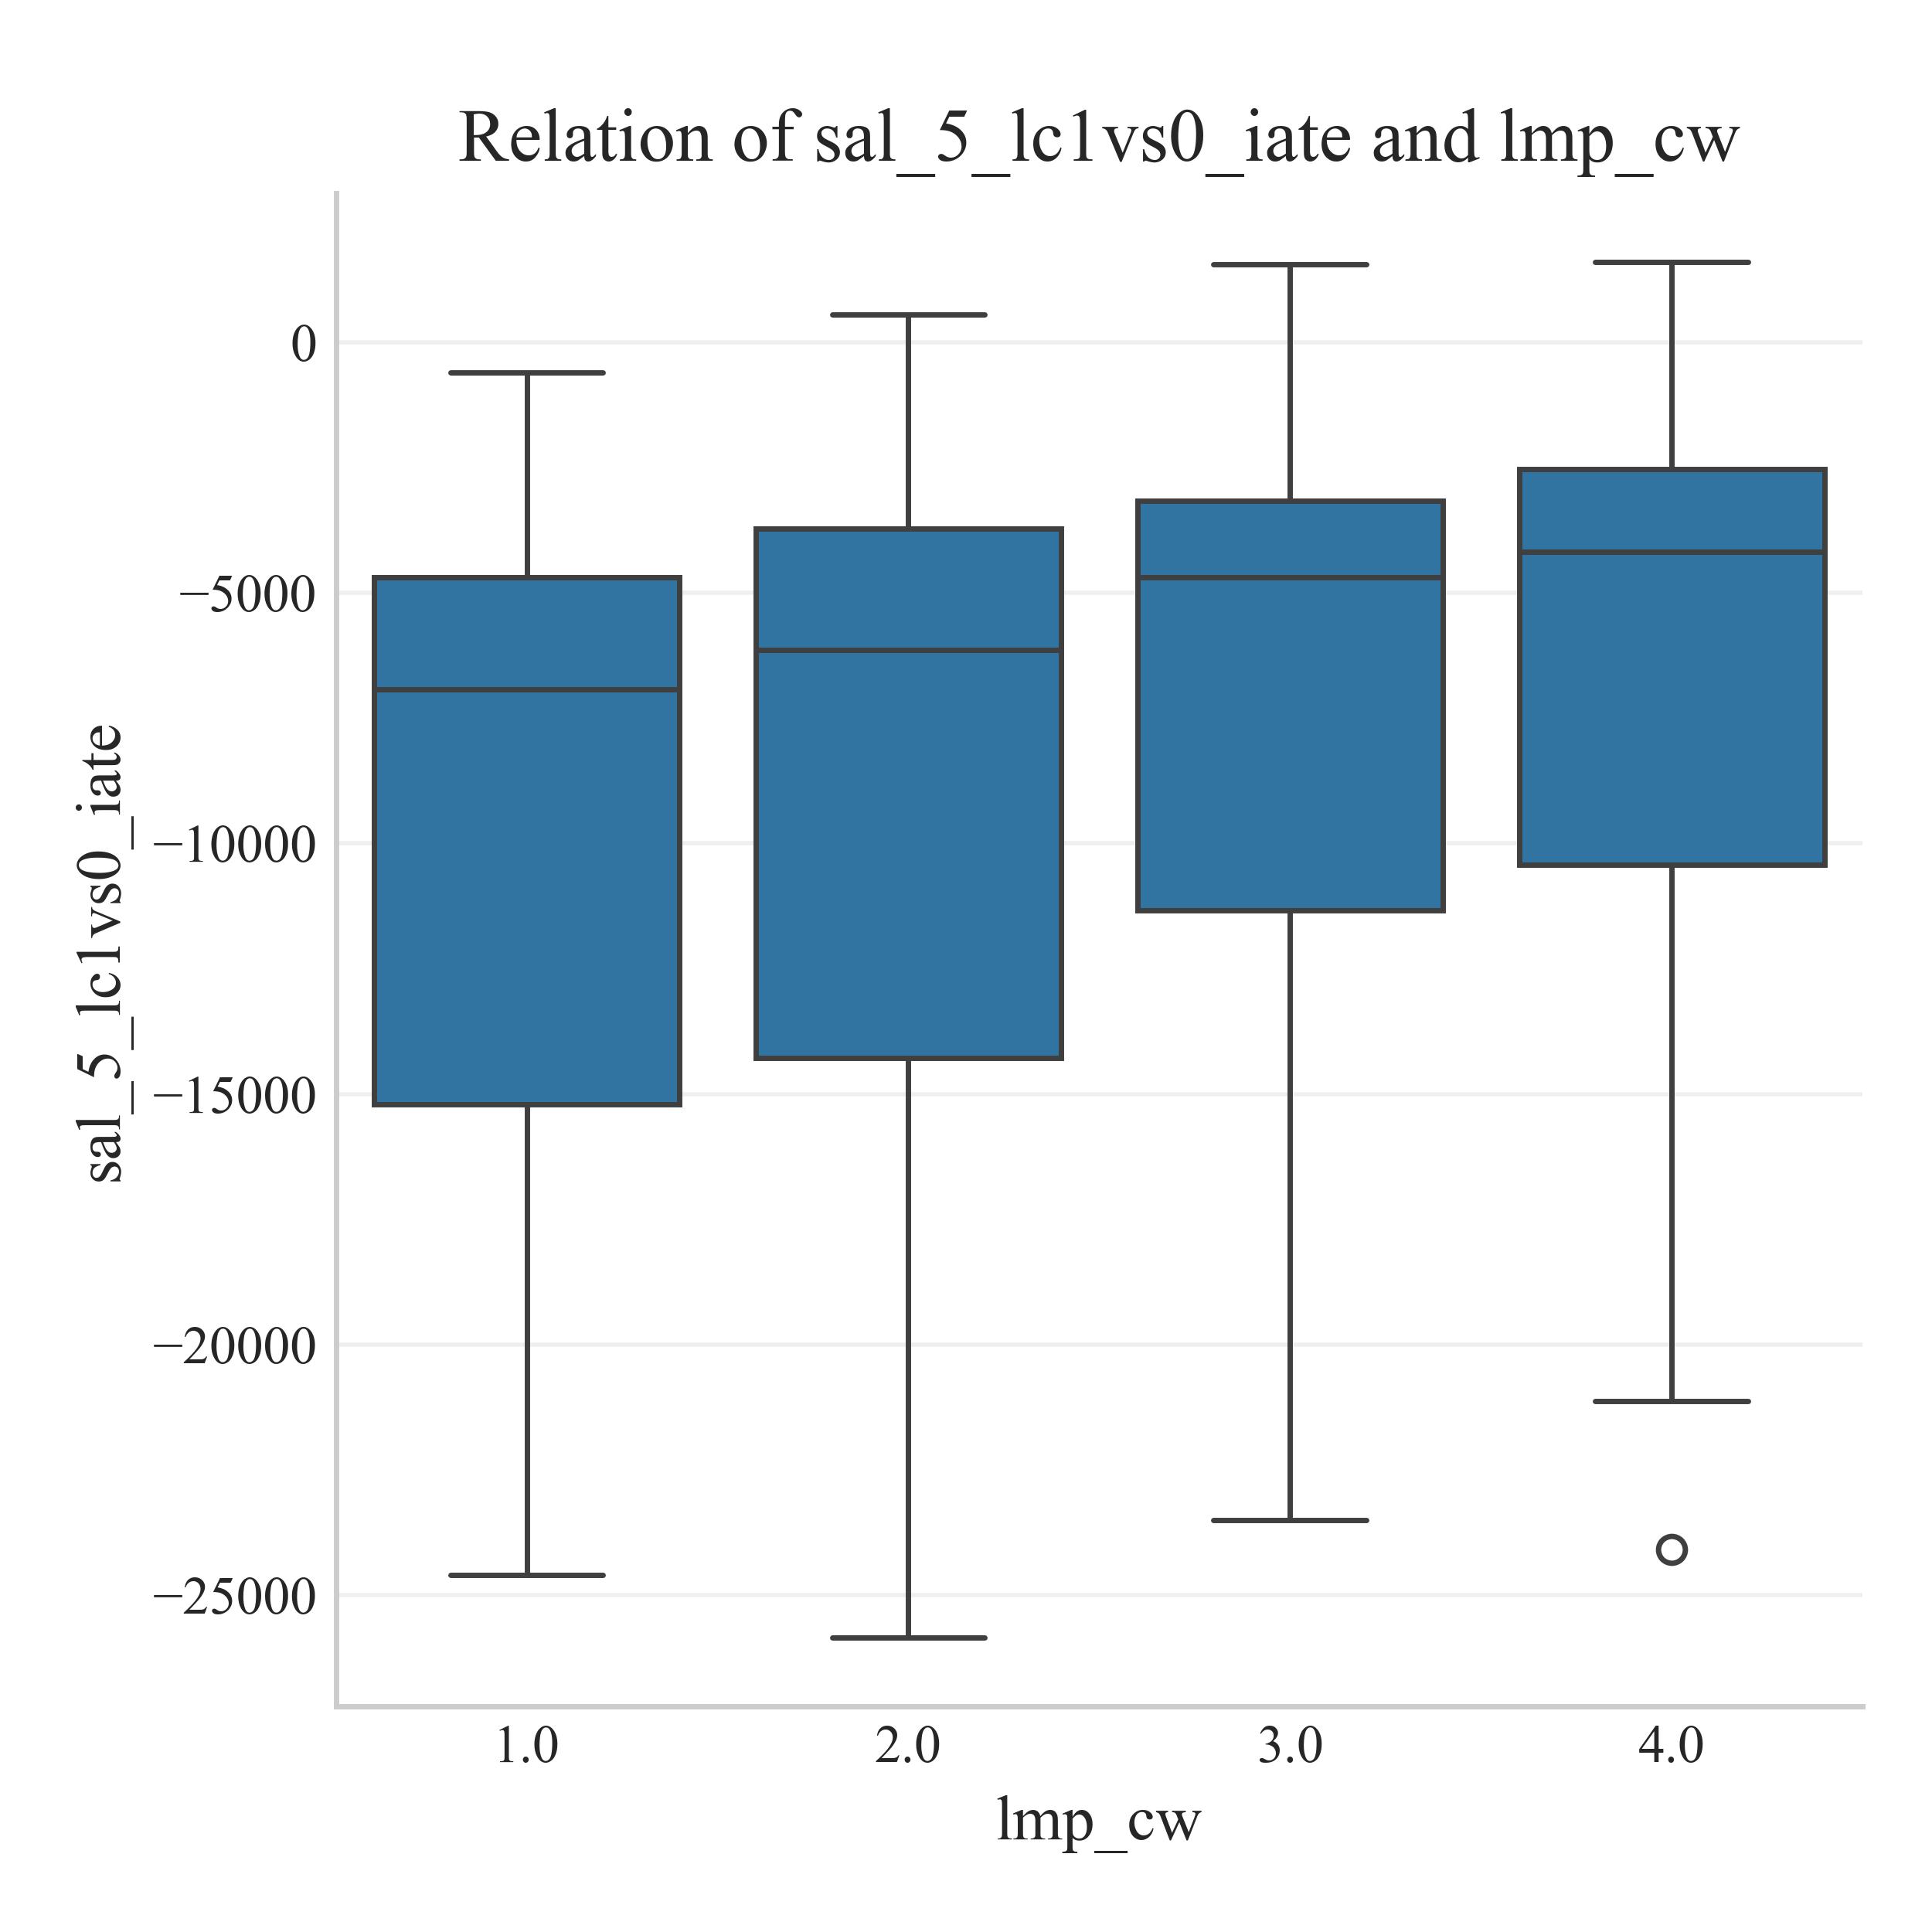 Relation of sal_5_lc1vs0_iate and lmp_cw
sal_5_lc1vs0_iate
0
−5000
−10000
−15000
−20000
−25000
1.0 2.0 3.0 4.0
lmp_cw